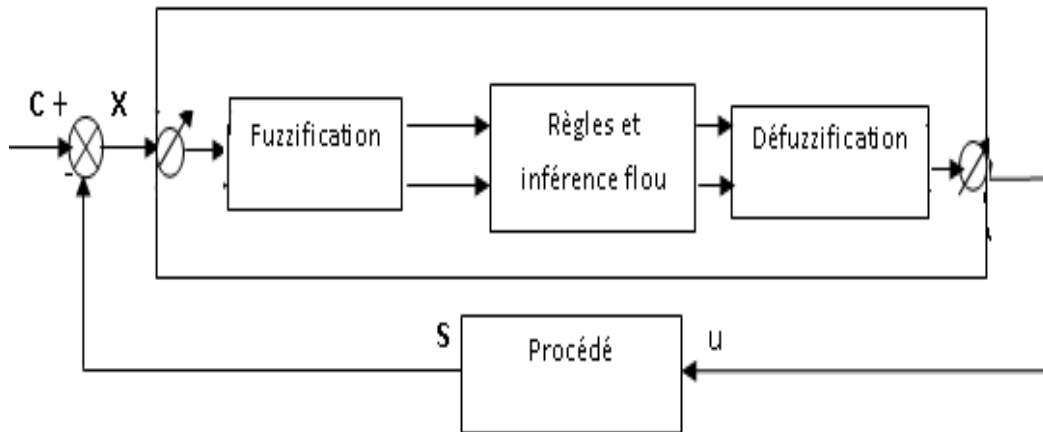 C + X
-
Fuzzification
Règles et
inférence flou
Défuzzification
S
Procédé
u